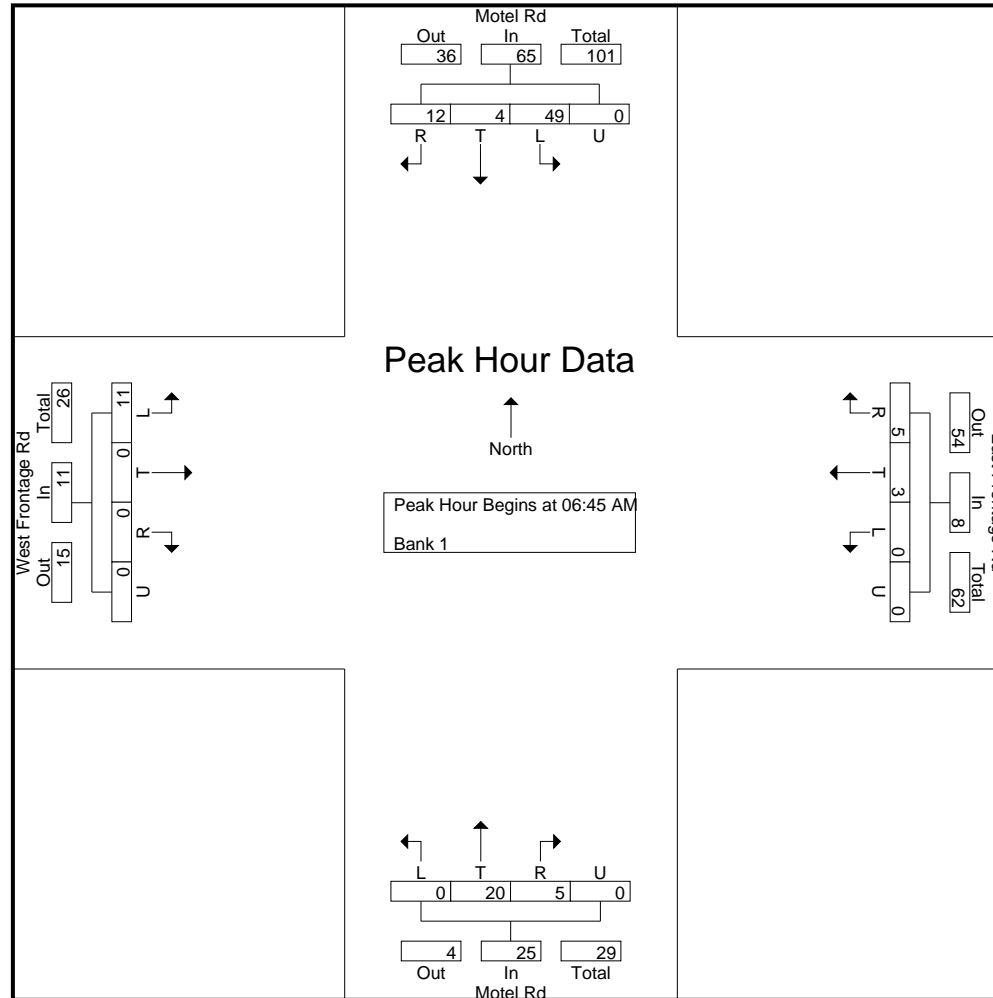 Motel Rd
Out In Total
36 65 101
12 4 49 0
R T L U
Peak Hour Data
North
Peak Hour Begins at 06:45 AM
Bank 1
West Frontage Rd
Total In Out
26 11 15
11 0 0 0
L T R U
R T L U
5 3 0 0
Out In Total
54 8 62
L T R U
0 20 5 0
4 25 29
Out In Total
Motel Rd